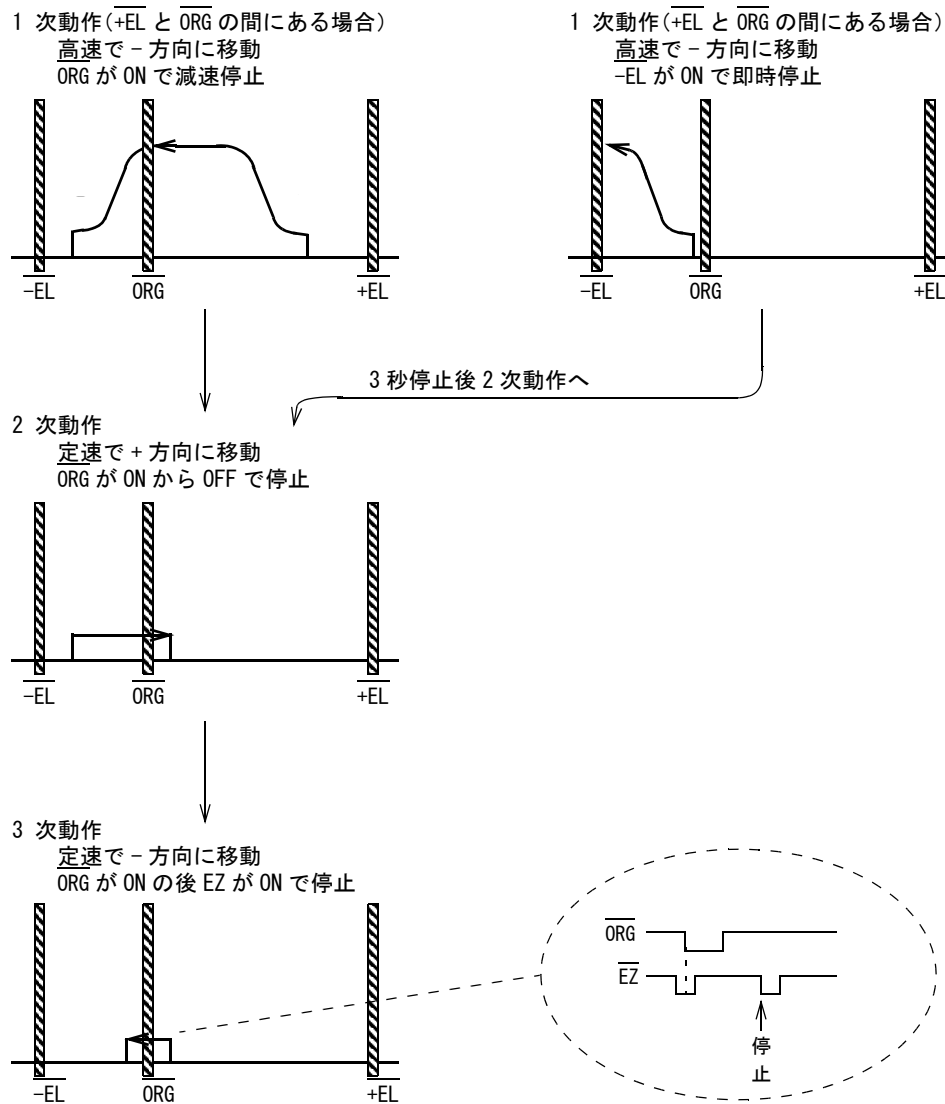 1 次動作(+EL と ORG の間にある場合)
高速で − 方向に移動
ORG が ON で減速停止
-EL
ORG
+EL
1 次動作(+EL と ORG の間にある場合)
高速で − 方向に移動
-EL が ON で即時停止
-EL
ORG
+EL
3 秒停止後 2 次動作へ
2 次動作
定速で + 方向に移動
ORG が ON から OFF で停止
-EL
ORG
+EL
3 次動作
定速で − 方向に移動
ORG が ON の後 EZ が ON で停止
-EL
ORG
+EL
ORG
EZ
停
止